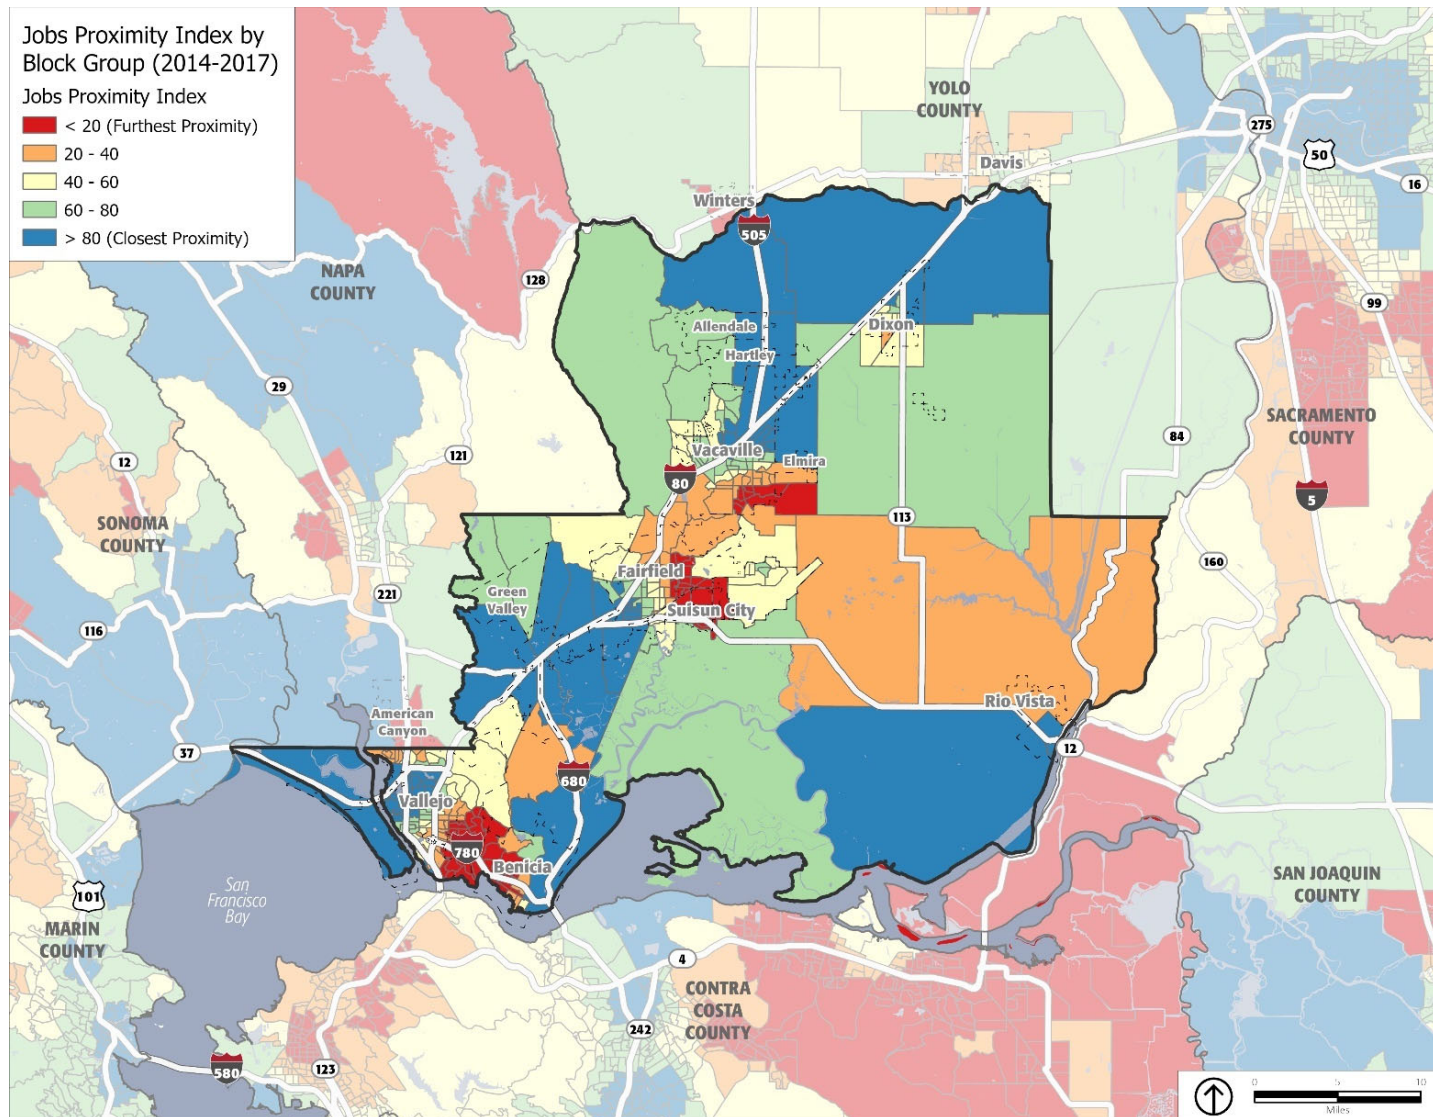 Jobs Proximity Index by
Block Group (2014-2017)
Jobs Proximity Index
< 20 (Furthest Proximity)
20 - 40
40 - 60
60 - 80
> 80 (Closest Proximity)
YOLO
COUNTY
275
50
Davis
16
Winters
505
NAPA
COUNTY
128
99
Allendale
Dixon
Hartley
29
SACRAMENTO
COUNTY
84
121
Vacaville
12
Elmira
80
5
SONOMA
COUNTY
113
160
Fairfield
Green
Valley
221
Suisun City
116
Rio Vista
American
Canyon
37
12
680
Vallejo
780
Benicia
San
Francisco
Bay
101
SAN JOAQUIN
COUNTY
MARIN
COUNTY
4
CONTRA
COSTA
COUNTY
242
580
123
0 5 10
Miles